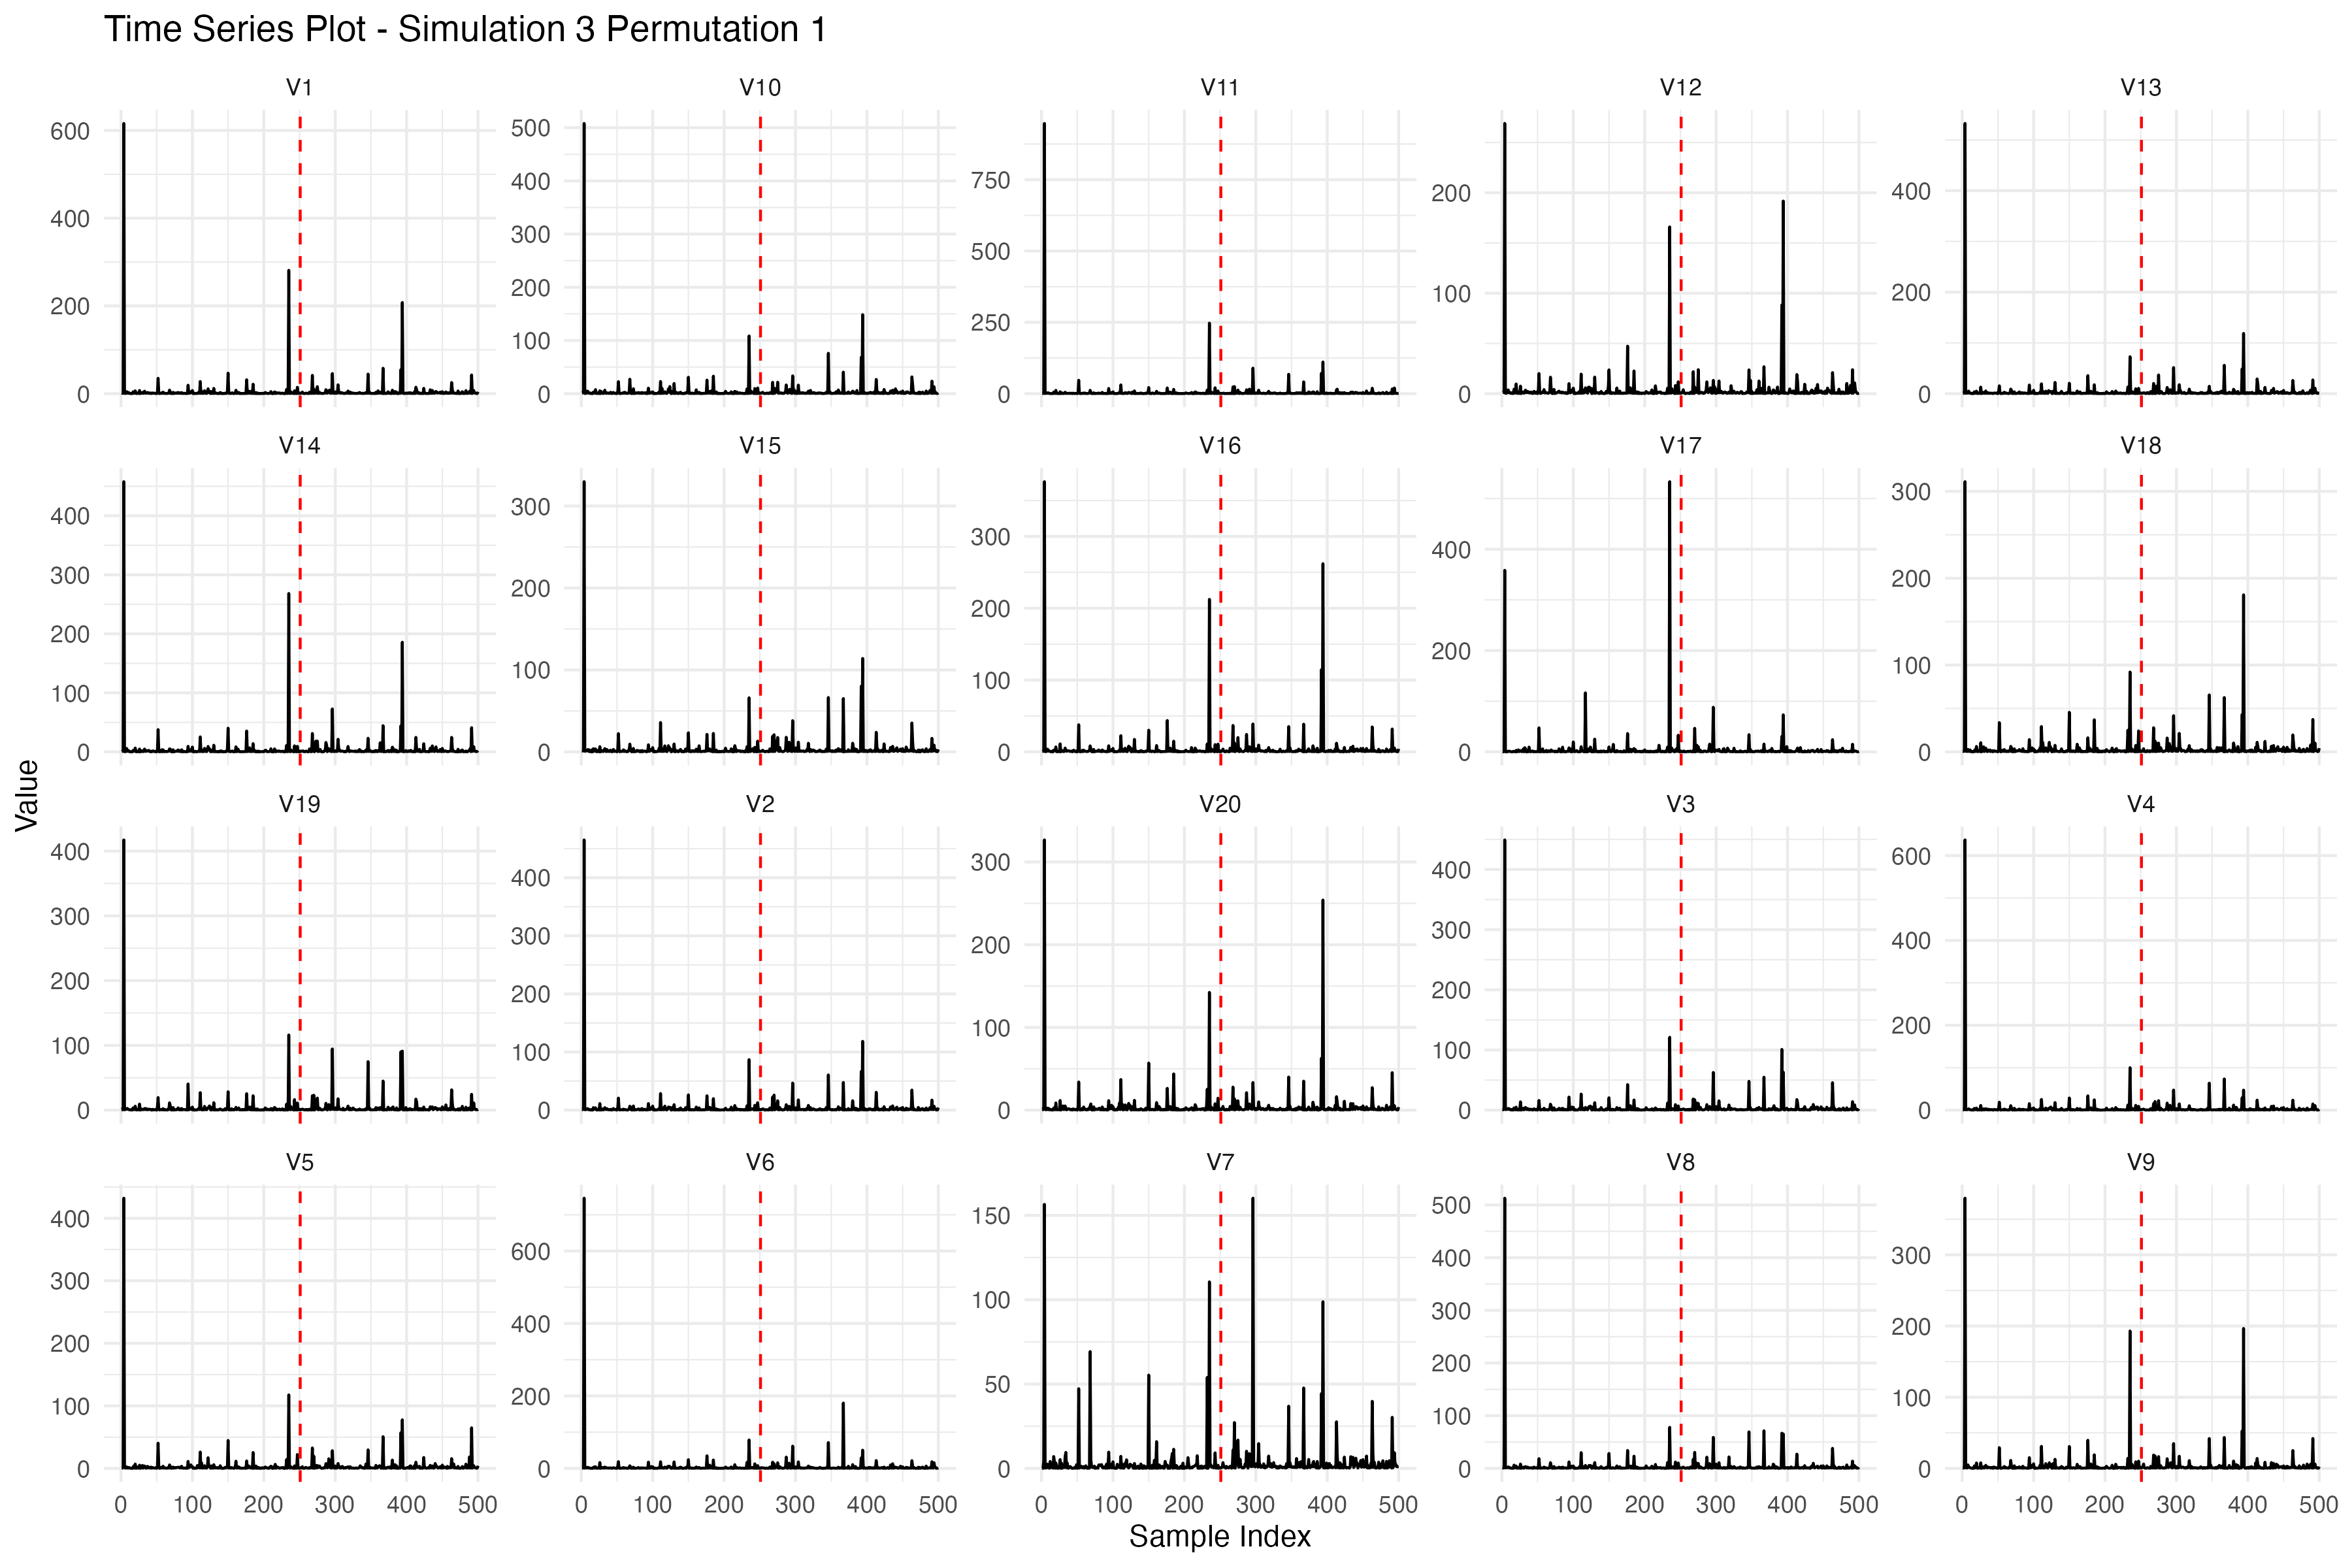 Time Series Plot - Simulation 3 Permutation 1
V1 V10 V11 V12 V13
600 400 200 0
500 400 300 200 100 0
750 500 250 0
200 100 0
400 200 0
V14 V15 V16 V17 V18
400 300 200 100 0
300 200 100 0
300 200 100 0
400 200 0
300 200 100 0
Value
V19 V2 V20 V3 V4
400 300 200 100 0
400 300 200 100 0
300 200 100 0
400 300 200 100 0
600 400 200 0
V5 V6 V7 V8 V9
400 300 200 100 0
600 400 200 0
150 100 50 0
500 400 300 200 100 0
300 200 100 0
0 100 200 300 400 500 0 100 200 300 400 500 0 100 200 300 400 500 0 100 200 300 400 500 0 100 200 300 400 500
Sample Index